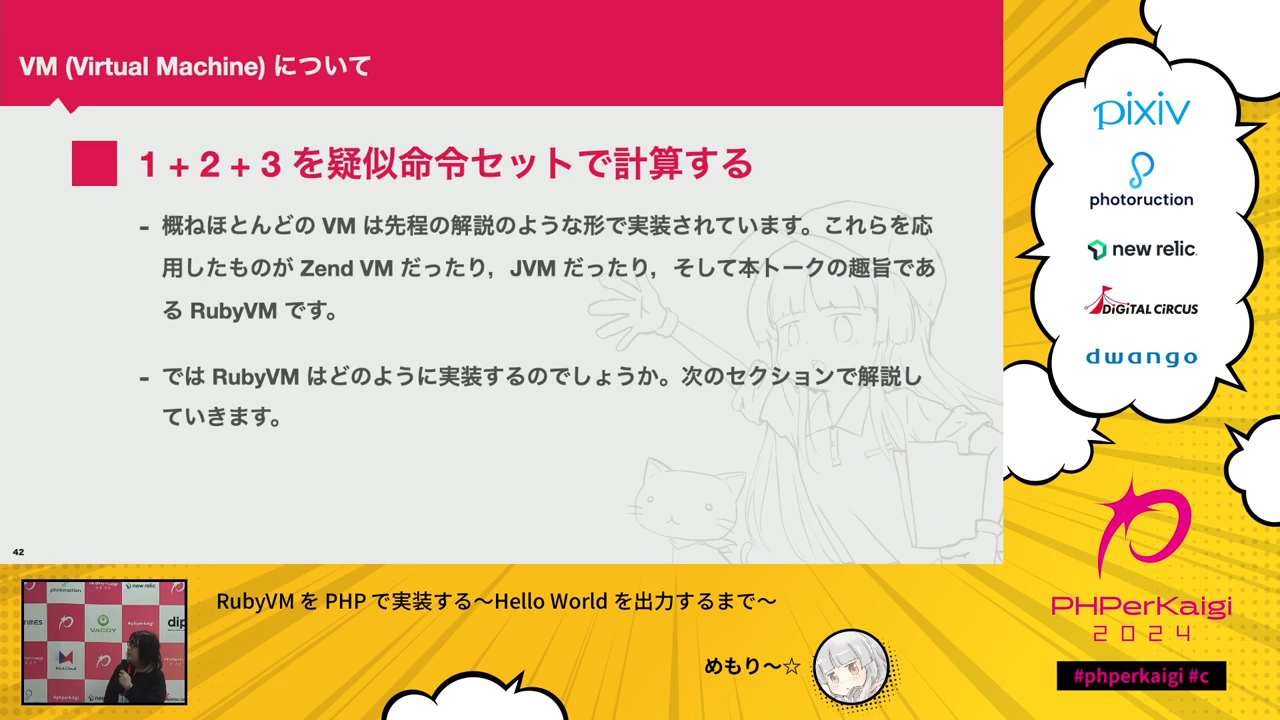 VM (Virtual Machine) について
1 + 2 + 3 を疑似命令セットで計算する
- 概ねほとんどの VM は先程の解説のような形で実装されています。これらを応
用したものが Zend VM だったり，JVM だったり，そして本トークの趣旨であ
る RubyVM です。
- では RubyVM はどのように実装するのでしょうか。次のセクションで解説し
ていきます。
42
pixiv
photoruction
new relic
DiGiTAL CiRCUS
dwango
PHPerKaigi
2024
#phperkaigi #c
RubyVM を PHP で実装する〜Hello World を出力するまで〜
めもり〜☆
photoruction
new relic
VADDY